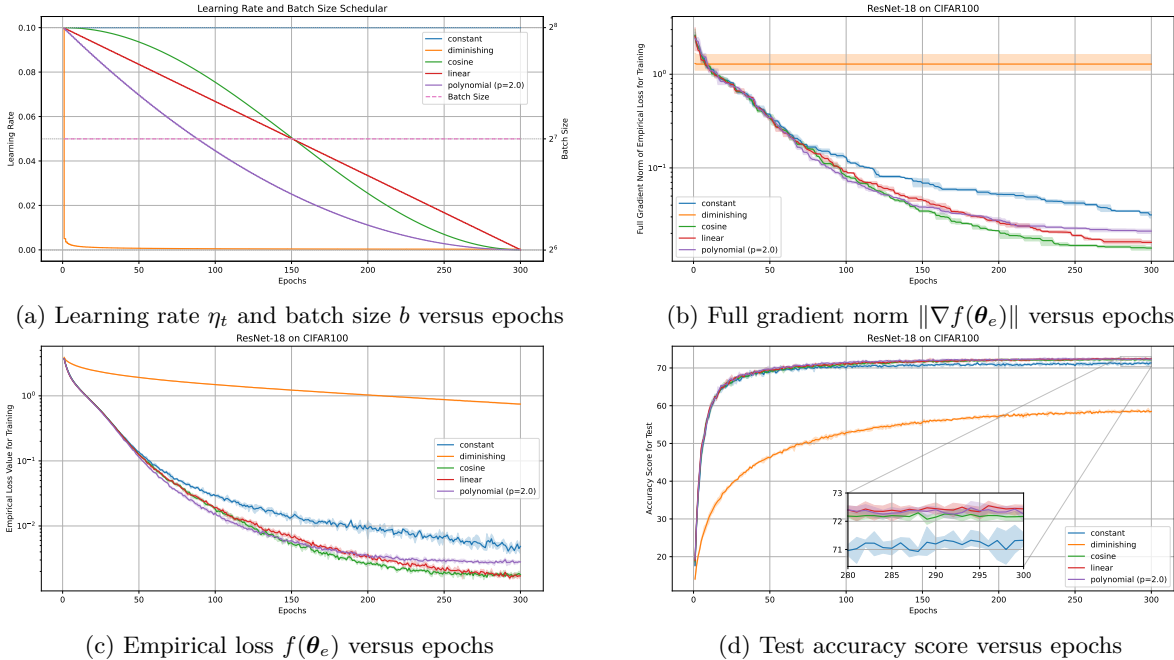 Learning Rate and Batch Size Schedular
0.10
0.08
0.06
0.04
0.02
0.00
Learning Rate
2^8
2^7
2^6
Batch Size
constant
diminishing
cosine
linear
polynomial (p=2.0)
Batch Size
0 50 100 150 200 250 300
Epochs
(a) Learning rate η_t and batch size b versus epochs
ResNet-18 on CIFAR100
Full Gradient Norm of Empirical Loss for Training
10^0
10^−1
constant
diminishing
cosine
linear
polynomial (p=2.0)
0 50 100 150 200 250 300
Epochs
(b) Full gradient norm ‖∇f(θ_e)‖ versus epochs
ResNet-18 on CIFAR100
Empirical Loss Value for Training
10^0
10^−1
10^−2
constant
diminishing
cosine
linear
polynomial (p=2.0)
0 50 100 150 200 250 300
Epochs
(c) Empirical loss f(θ_e) versus epochs
ResNet-18 on CIFAR100
Accuracy Score for Test
70
60
50
40
30
20
73
72
71
280 285 290 295 300
constant
diminishing
cosine
linear
polynomial (p=2.0)
0 50 100 150 200 250 300
Epochs
(d) Test accuracy score versus epochs